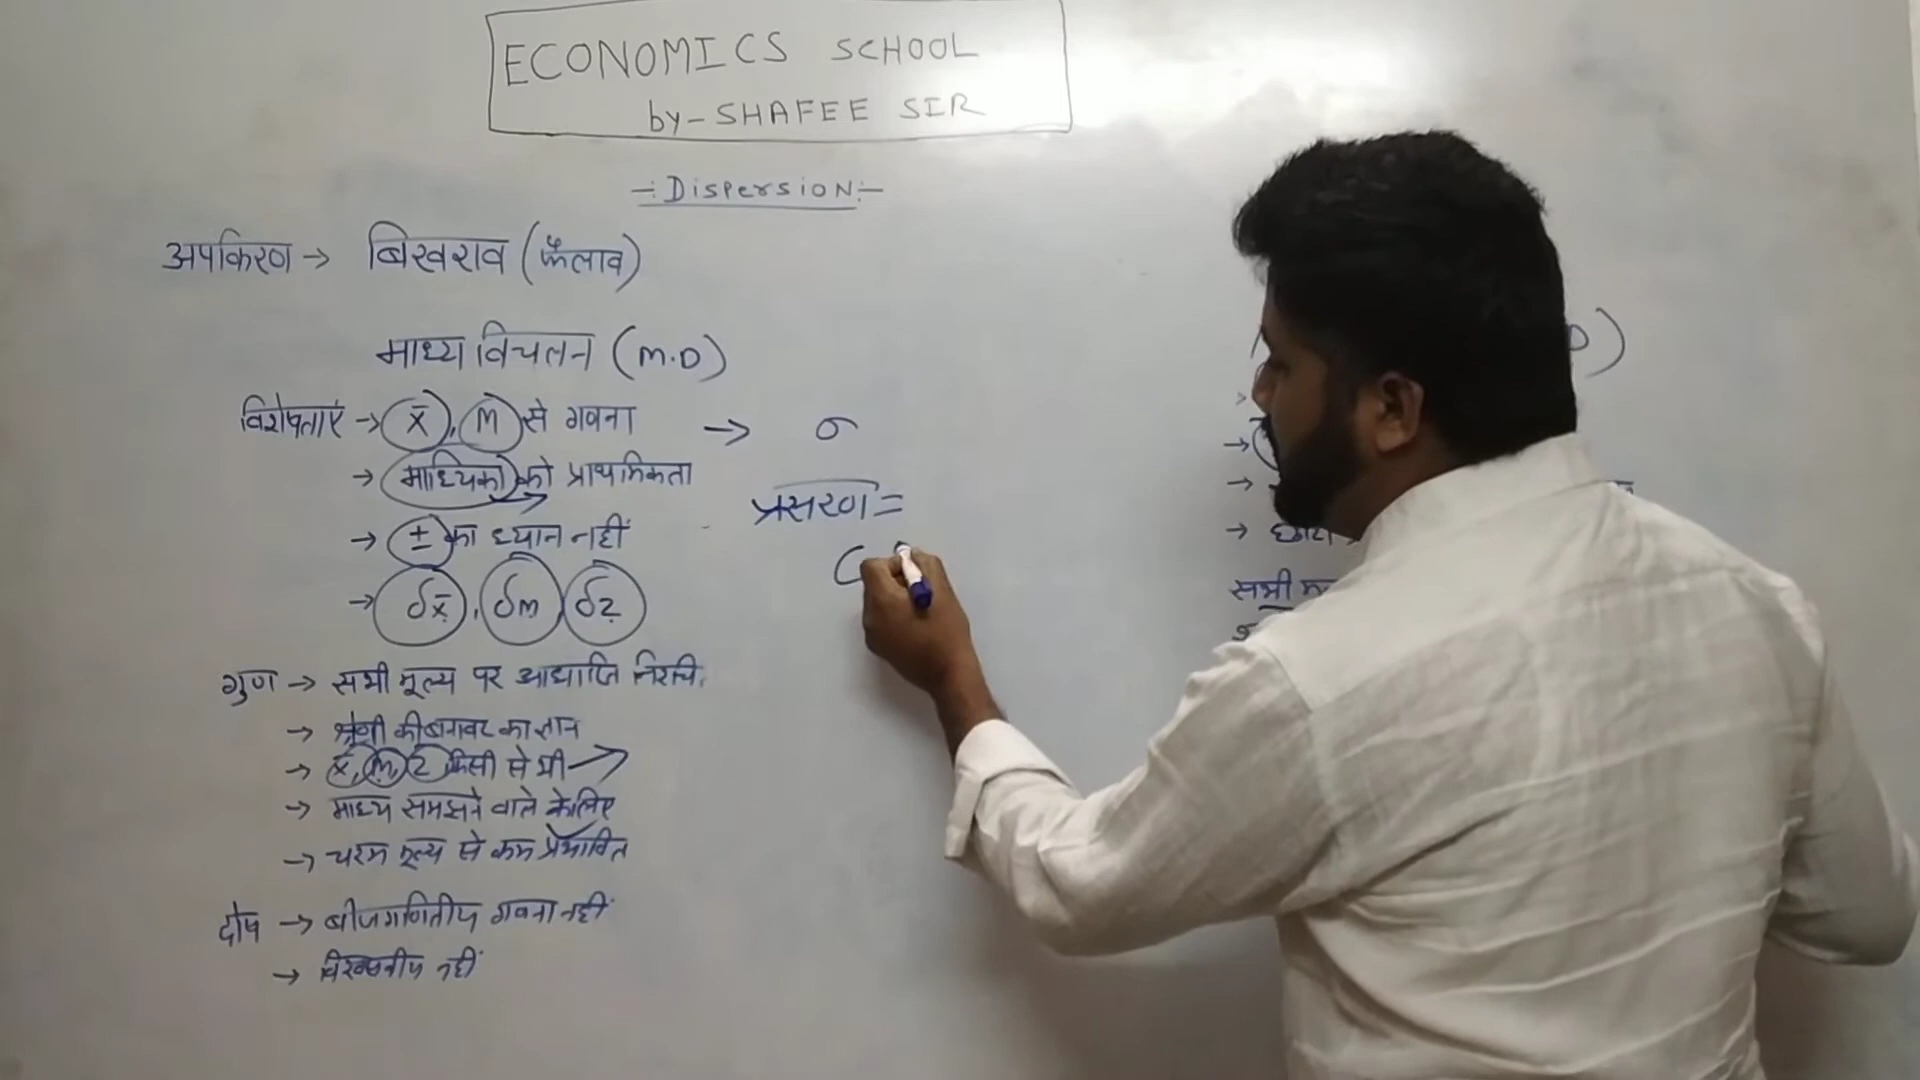 ECONOMICS SCHOOL
by - SHAFEE SIR
-: Dispersion :-
अपकिरण → बिखराव (फैलाव)
माध्य विचलन (M.D)
विशेषताएं → x̄, M से गणना
→ माध्यिका को प्राथमिकता
→ ± का ध्यान नहीं
→ δx̄, δm, δz
गुण → सभी मूल्य पर आधारित
→ श्रेणी की बनावट का ज्ञान
→ x̄, m, z किसी से भी →
→ माध्य समझने वाले के लिए
→ चरम मूल्य से कम प्रभावित
दोष → बीजगणितीय गणना नहीं
→ विश्वसनीय नहीं
→ σ
प्रसरण =
(
D)
→
→
→
सभी